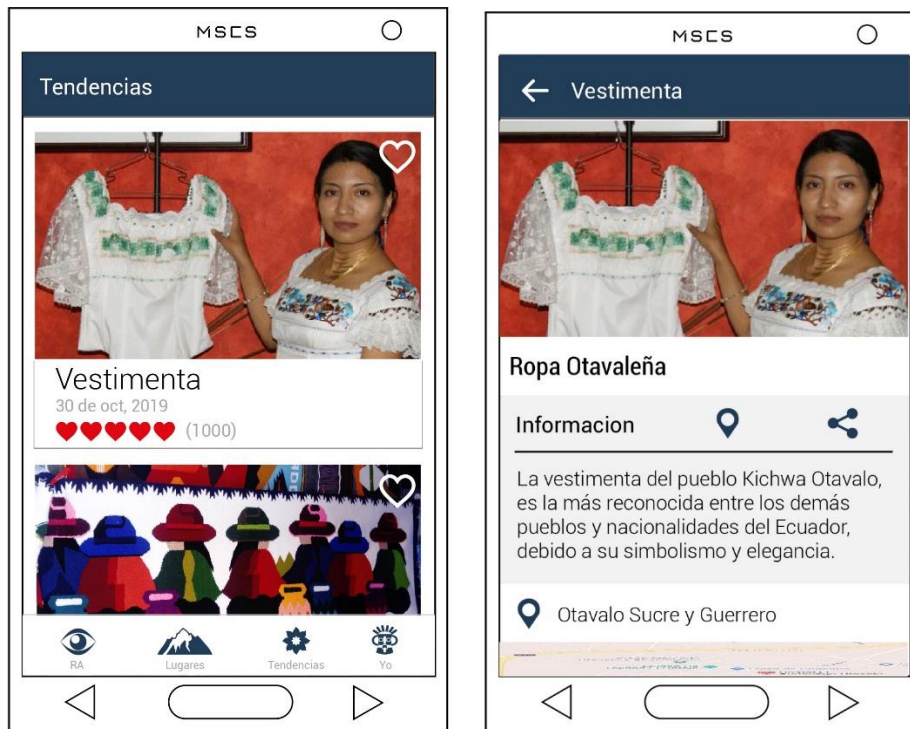 MSCS
Tendencias
Vestimenta
30 de oct, 2019
(1000)
RA
Lugares
Tendencias
Yo
MSCS
Vestimenta
Ropa Otavaleña
Informacion
La vestimenta del pueblo Kichwa Otavalo,
es la más reconocida entre los demás
pueblos y nacionalidades del Ecuador,
debido a su simbolismo y elegancia.
Otavalo Sucre y Guerrero